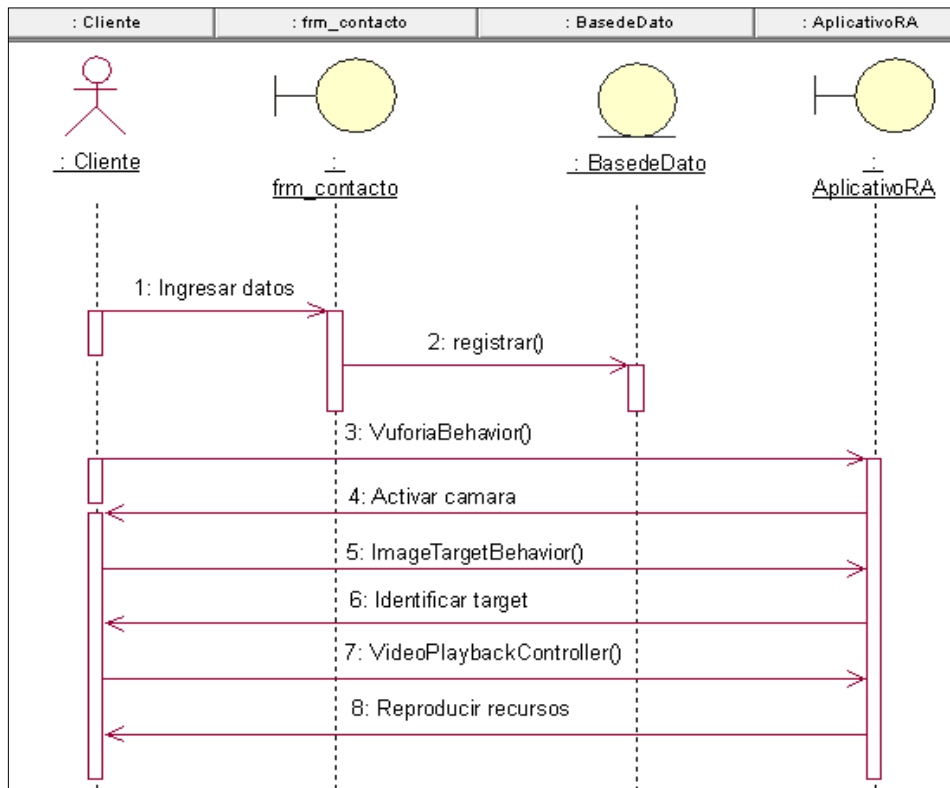 : Cliente
: frm_contacto
: BasedeDato
: AplicativoRA
: Cliente
:
frm_contacto
: BasedeDato
:
AplicativoRA
1: Ingresar datos
2: registrar()
3: VuforiaBehavior()
4: Activar camara
5: ImageTargetBehavior()
6: Identificar target
7: VideoPlaybackController()
8: Reproducir recursos